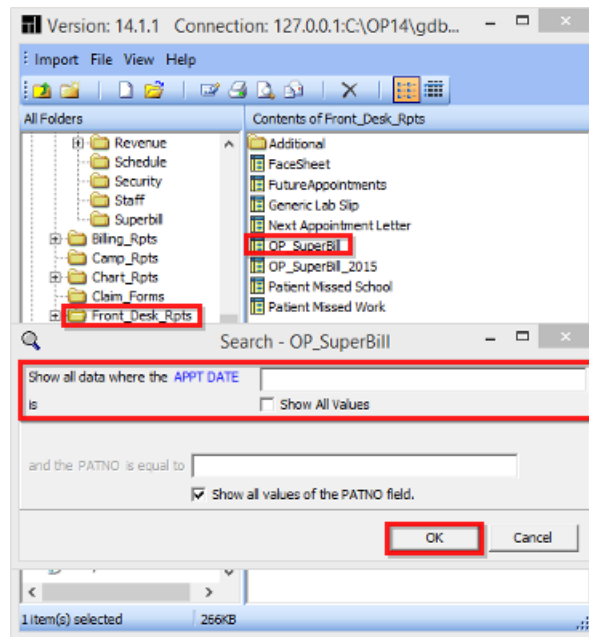 Version: 14.1.1 Connection: 127.0.0.1:C:\OP14\gdb...
Import File View Help
All Folders
Contents of Front_Desk_Rpts
Revenue
Schedule
Security
Staff
Superbill
Billing_Rpts
Camp_Rpts
Chart_Rpts
Claim_Forms
Front_Desk_Rpts
Additional
FaceSheet
FutureAppointments
Generic Lab Slip
Next Appointment Letter
OP_SuperBill
OP_SuperBill_2015
Patient Missed School
Patient Missed Work
Search - OP_SuperBill
Show all data where the APPT DATE
is
Show All Values
and the PATNO is equal to
Show all values of the PATNO field.
OK
Cancel
1 item(s) selected
266KB